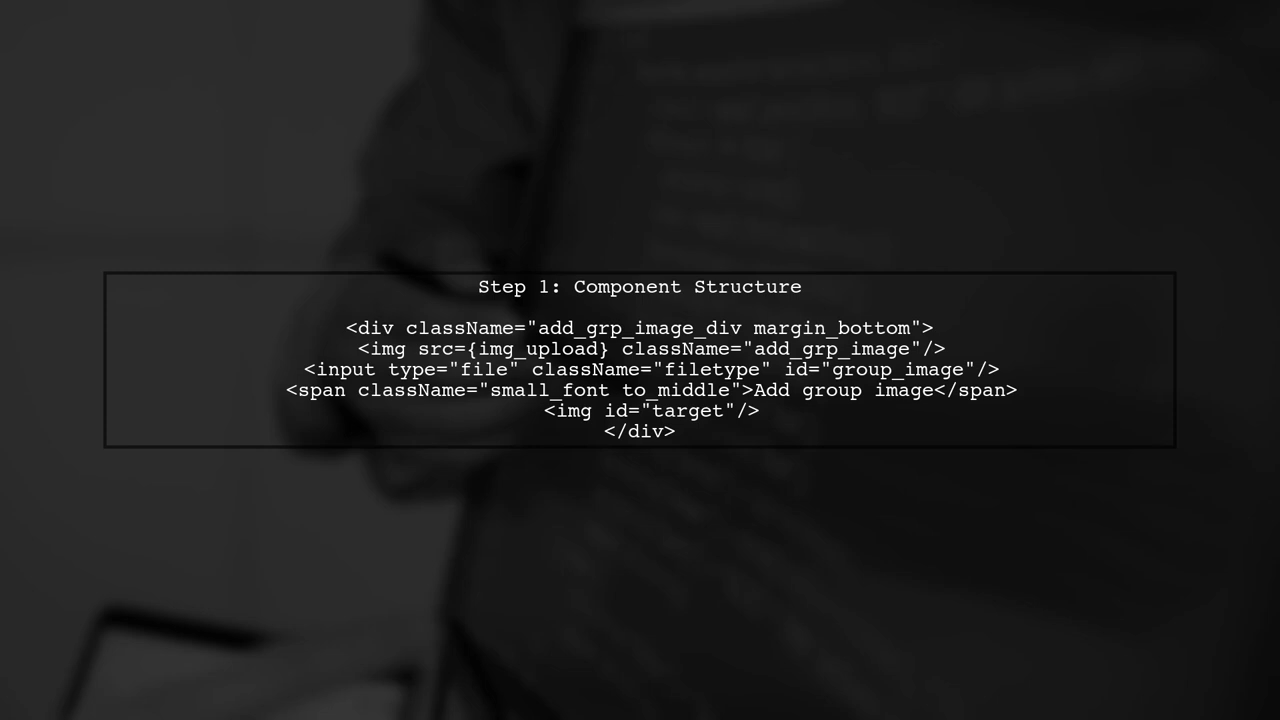 Step 1: Component Structure
<div className="add_grp_image_div margin_bottom">
<img src={img_upload} className="add_grp_image"/>
<input type="file" className="filetype" id="group_image"/>
<span className="small_font to_middle">Add group image</span>
<img id="target"/>
</div>